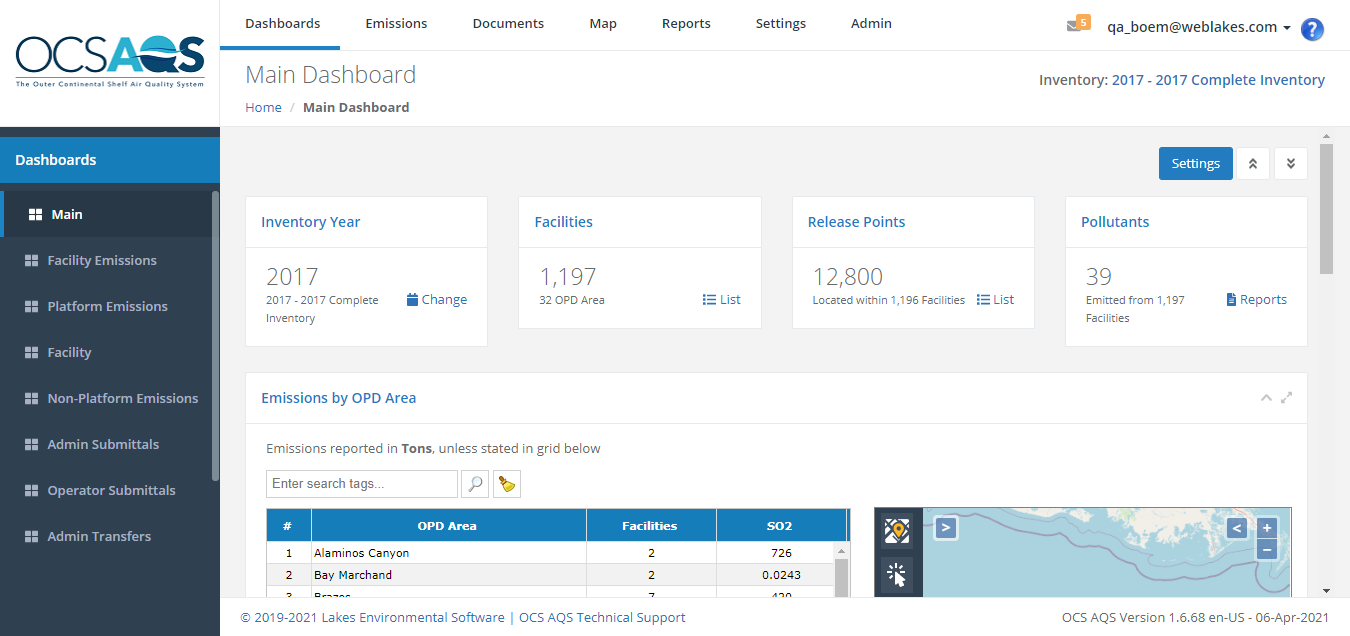 OCSAQS
The Outer Continental Shelf Air Quality System
Dashboards Emissions Documents Map Reports Settings Admin
5 qa_boem@weblakes.com ?
Main Dashboard
Inventory: 2017 - 2017 Complete Inventory
Home / Main Dashboard
Dashboards
Main
Facility Emissions
Platform Emissions
Facility
Non-Platform Emissions
Admin Submittals
Operator Submittals
Admin Transfers
Settings
Inventory Year
2017
2017 - 2017 Complete
Inventory
Change
Facilities
1,197
32 OPD Area
List
Release Points
12,800
Located within 1,196 Facilities
List
Pollutants
39
Emitted from 1,197
Facilities
Reports
Emissions by OPD Area
Emissions reported in Tons, unless stated in grid below
Enter search tags...
# OPD Area Facilities SO2
1 Alaminos Canyon 2 726
2 Bay Marchand 2 0.0243
3 Brazos 7 420
> < +
−
© 2019-2021 Lakes Environmental Software | OCS AQS Technical Support
OCS AQS Version 1.6.68 en-US - 06-Apr-2021